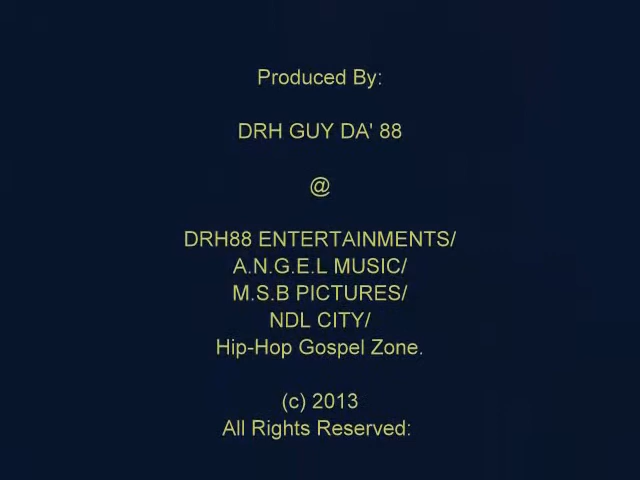 Produced By:
DRH GUY DA' 88
@
DRH88 ENTERTAINMENTS/
A.N.G.E.L MUSIC/
M.S.B PICTURES/
NDL CITY/
Hip-Hop Gospel Zone.
(c) 2013
All Rights Reserved: